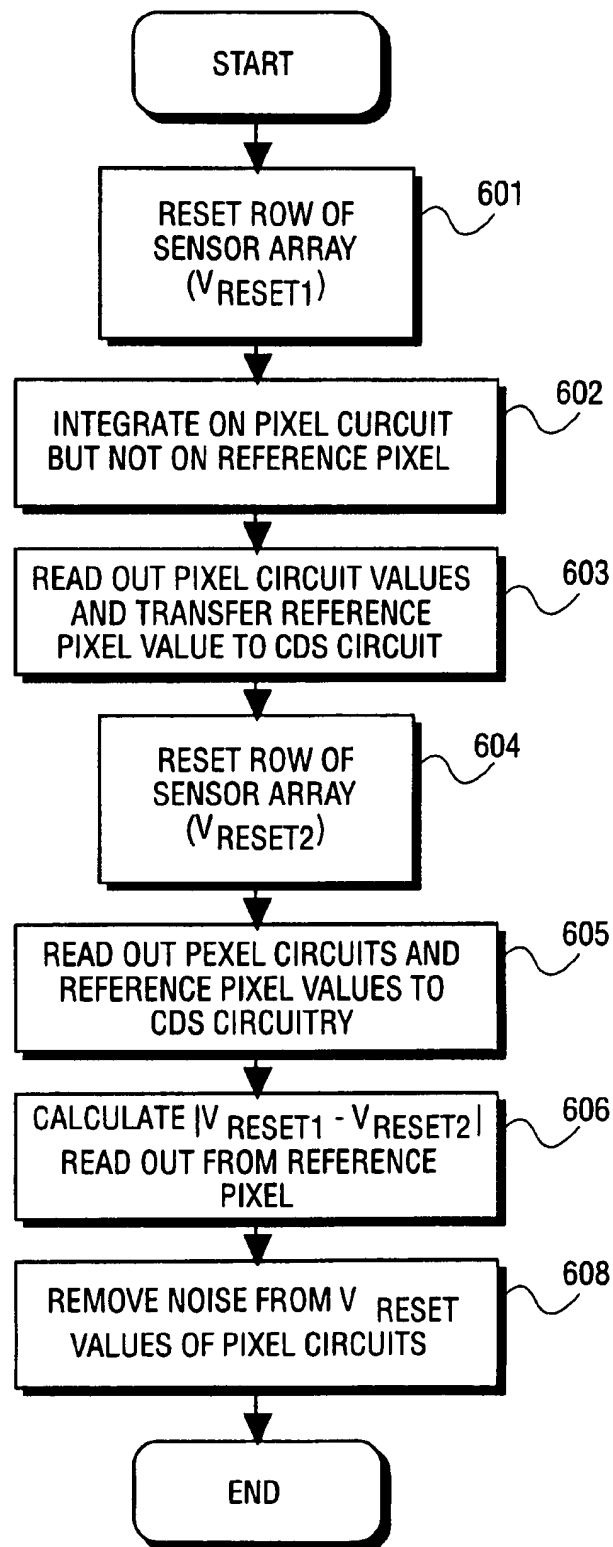 START
RESET ROW OF
SENSOR ARRAY
(VRESET1)
601
INTEGRATE ON PIXEL CURCUIT
BUT NOT ON REFERENCE PIXEL
602
READ OUT PIXEL CIRCUIT VALUES
AND TRANSFER REFERENCE
PIXEL VALUE TO CDS CIRCUIT
603
RESET ROW OF
SENSOR ARRAY
(VRESET2)
604
READ OUT PEXEL CIRCUITS AND
REFERENCE PIXEL VALUES TO
CDS CIRCUITRY
605
CALCULATE |VRESET1 - VRESET2|
READ OUT FROM REFERENCE
PIXEL
606
REMOVE NOISE FROM V RESET
VALUES OF PIXEL CIRCUITS
608
END